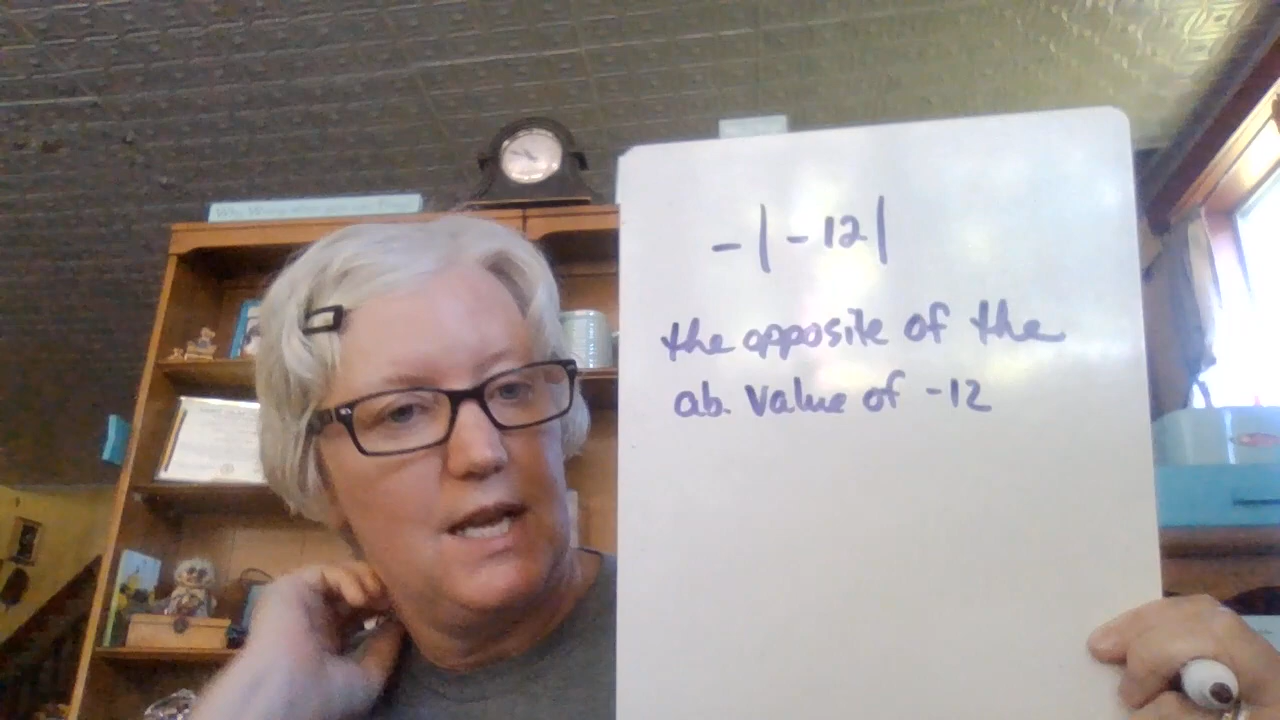 -|-12|
the opposite of the
ab. value of -12